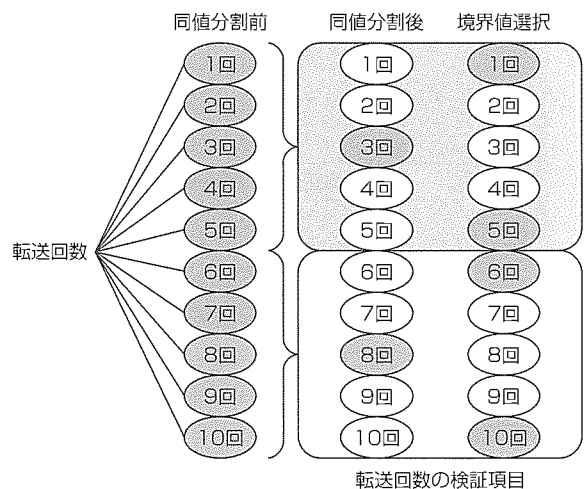 同値分割前 同値分割後 境界値選択
1回 1回 1回
2回 2回 2回
3回 3回 3回
4回 4回 4回
5回 5回 5回
転送回数
6回 6回 6回
7回 7回 7回
8回 8回 8回
9回 9回 9回
10回 10回 10回
転送回数の検証項目